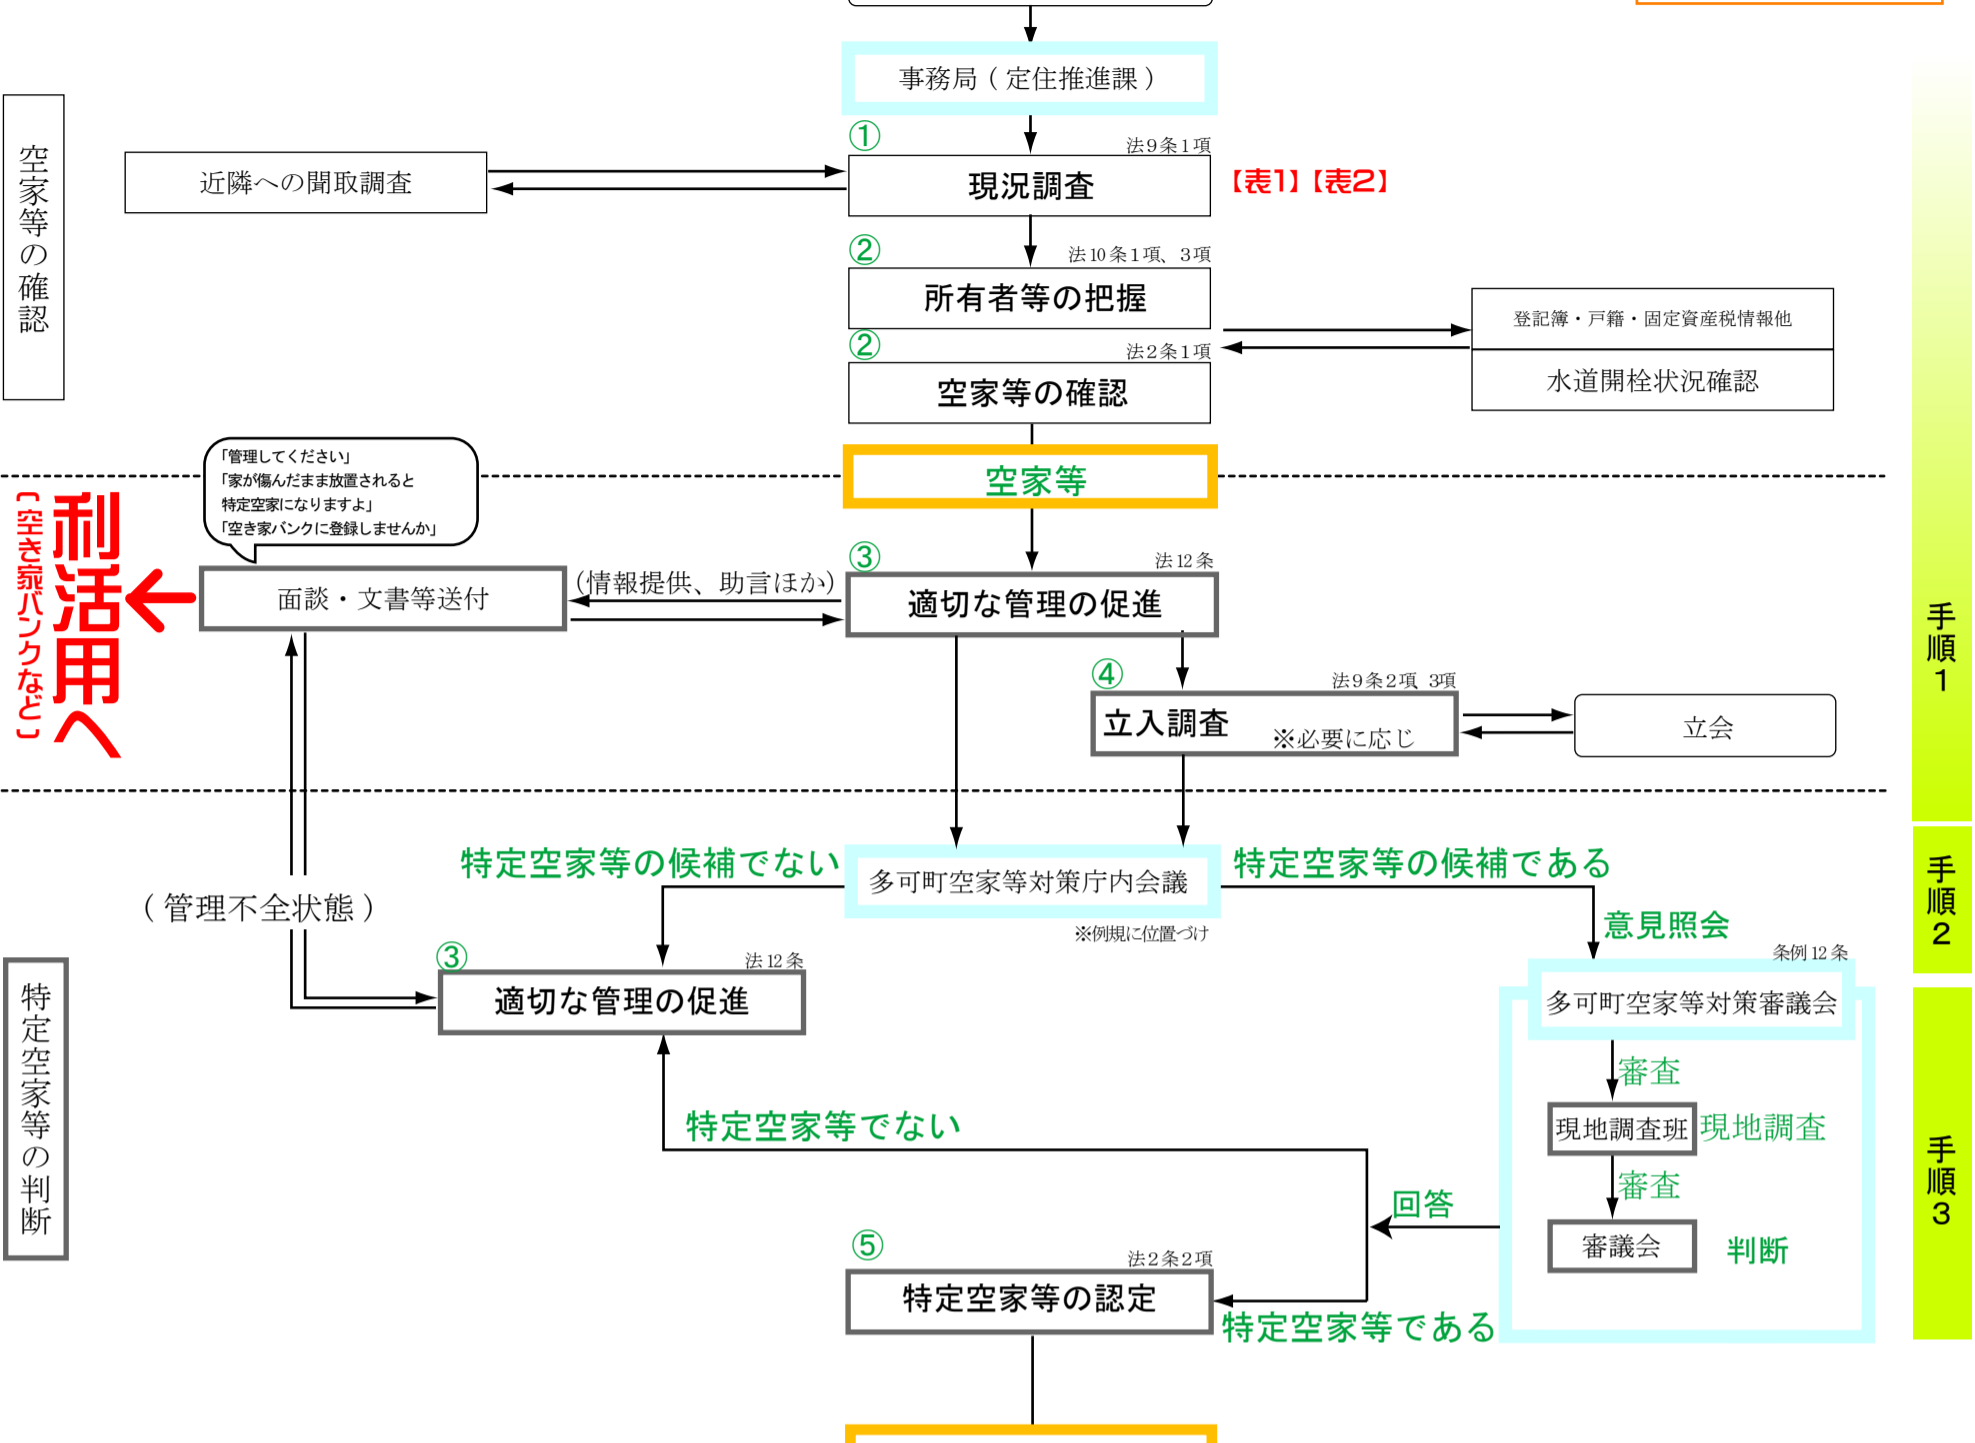 事務局（定住推進課）
空家等の確認
①
法9条1項
近隣への聞取調査
現況調査
【表1】【表2】
②
法10条1項、3項
所有者等の把握
登記簿・戸籍・固定資産税情報他
②
法2条1項
空家等の確認
水道開栓状況確認
「管理してください」
「家が傷んだまま放置されると
特定空家になりますよ」
「空き家バンクに登録しませんか」
空家等
利活用へ
【空き家バンクなど】
③
法12条
面談・文書等送付
(情報提供、助言ほか)
適切な管理の促進
手順1
④
法9条2項、3項
立入調査
※必要に応じ
立会
特定空家等の候補でない
多可町空家等対策庁内会議
特定空家等の候補である
手順2
（管理不全状態）
※例規に位置づけ
意見照会
③
法12条
条例12条
適切な管理の促進
多可町空家等対策審議会
特定空家等の判断
審査
特定空家等でない
現地調査班
現地調査
審査
手順3
回答
⑤
法2条2項
審議会
判断
特定空家等の認定
特定空家等である